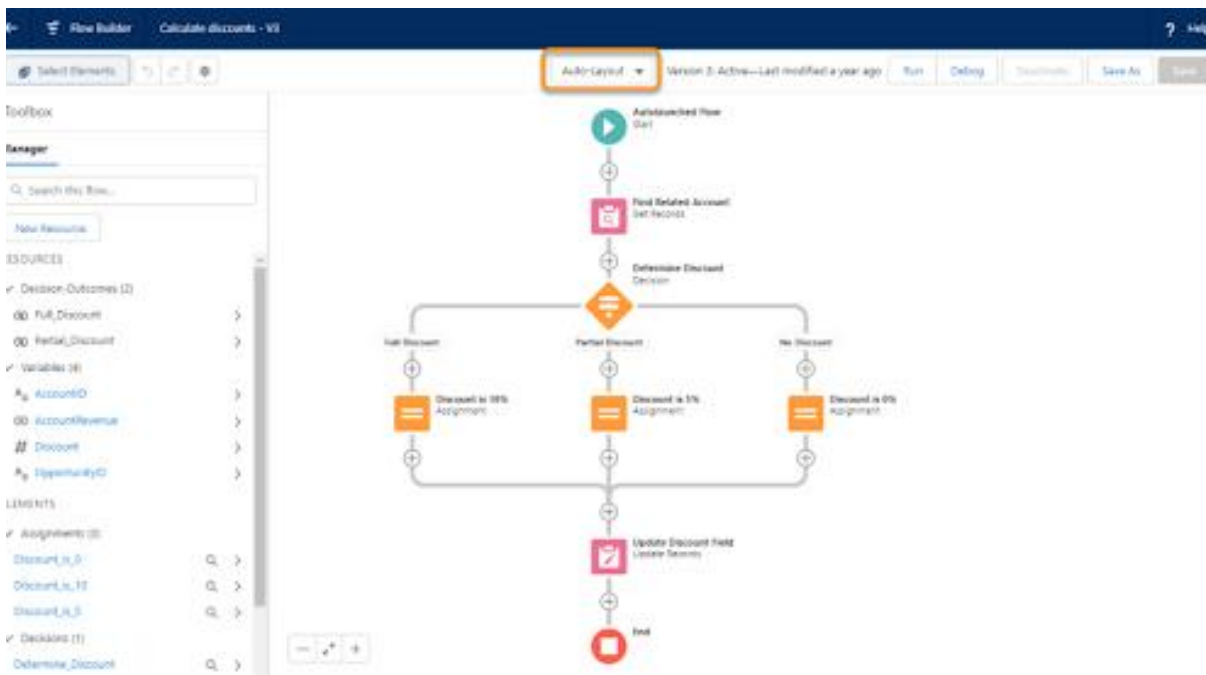 Flow Builder
Calculate discounts - V3
? Help
Select Elements
Auto-Layout
Version 3: Active—Last modified a year ago
Run
Debug
Deactivate
Save As
Save
Toolbox
Manager
Search this flow...
New Resource
RESOURCES
Decision Outcomes (2)
Full_Discount
Partial_Discount
Variables (4)
AccountID
AccountRevenue
Discount
OpportunityID
ELEMENTS
Assignments (3)
Discount_is_0
Discount_is_10
Discount_is_5
Decisions (1)
Determine_Discount
Autolaunched Flow
Start
Find Related Account
Get Records
Determine Discount
Decision
Full Discount
Partial Discount
No Discount
Discount is 10%
Assignment
Discount is 5%
Assignment
Discount is 0%
Assignment
Update Discount Field
Update Records
End